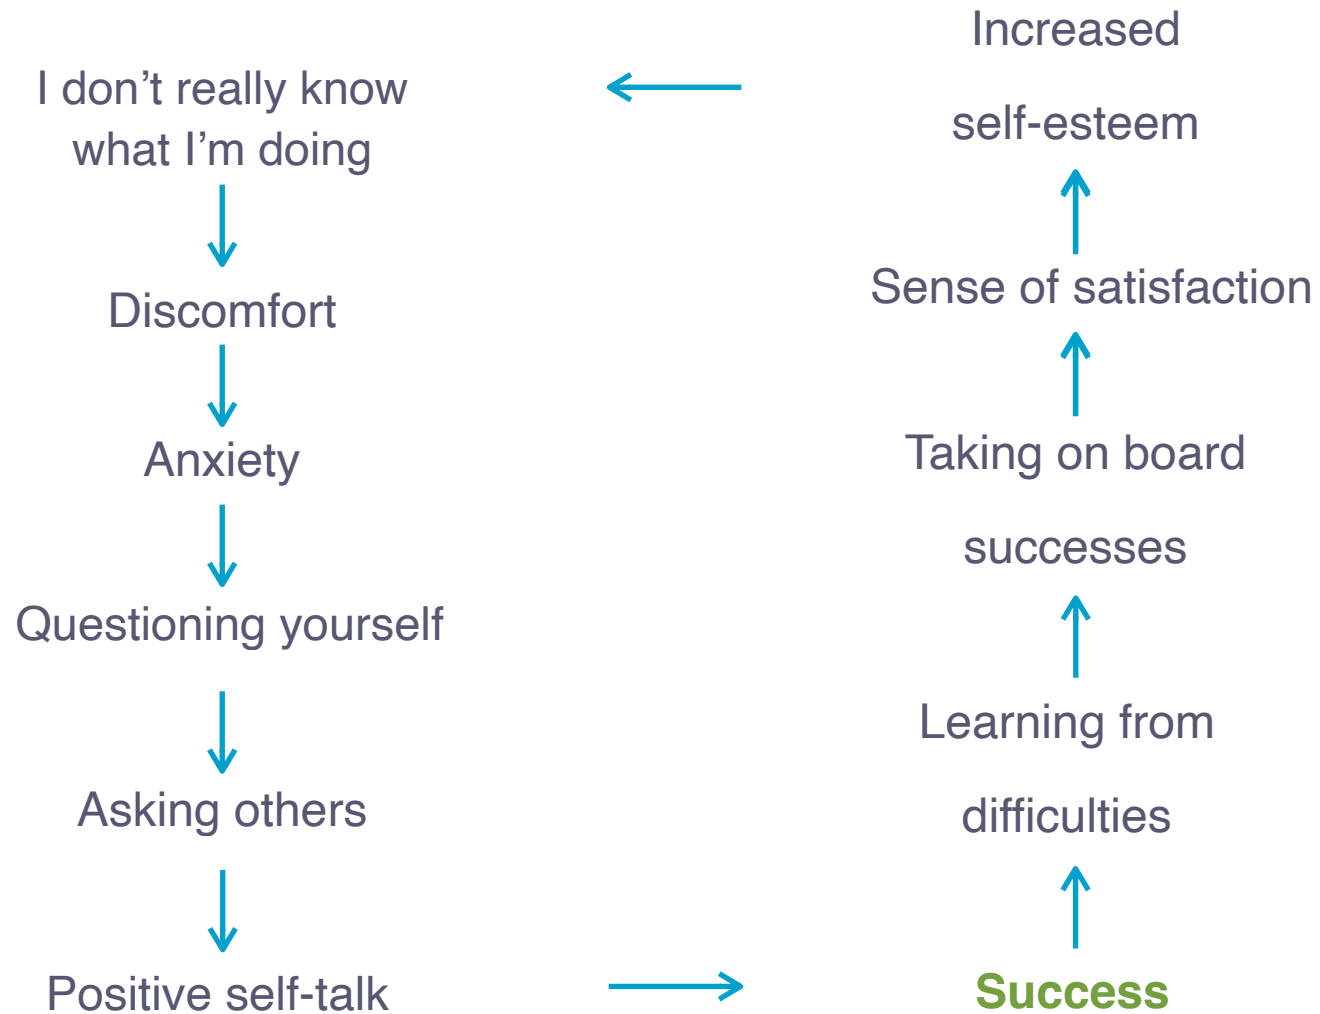 I don’t really know
what I’m doing
Discomfort
Anxiety
Questioning yourself
Asking others
Positive self-talk
Increased
self-esteem
Sense of satisfaction
Taking on board
successes
Learning from
difficulties
Success